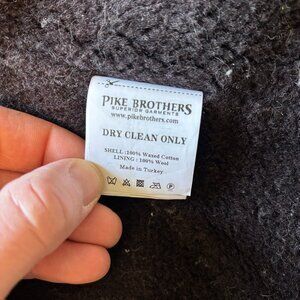 PIKE BROTHERS
SUPERIOR GARMENTS
www.pikebrothers.com
DRY CLEAN ONLY
SHELL :100% Waxed Cotton
LINING : 100% Wool
Made in Turkey
P